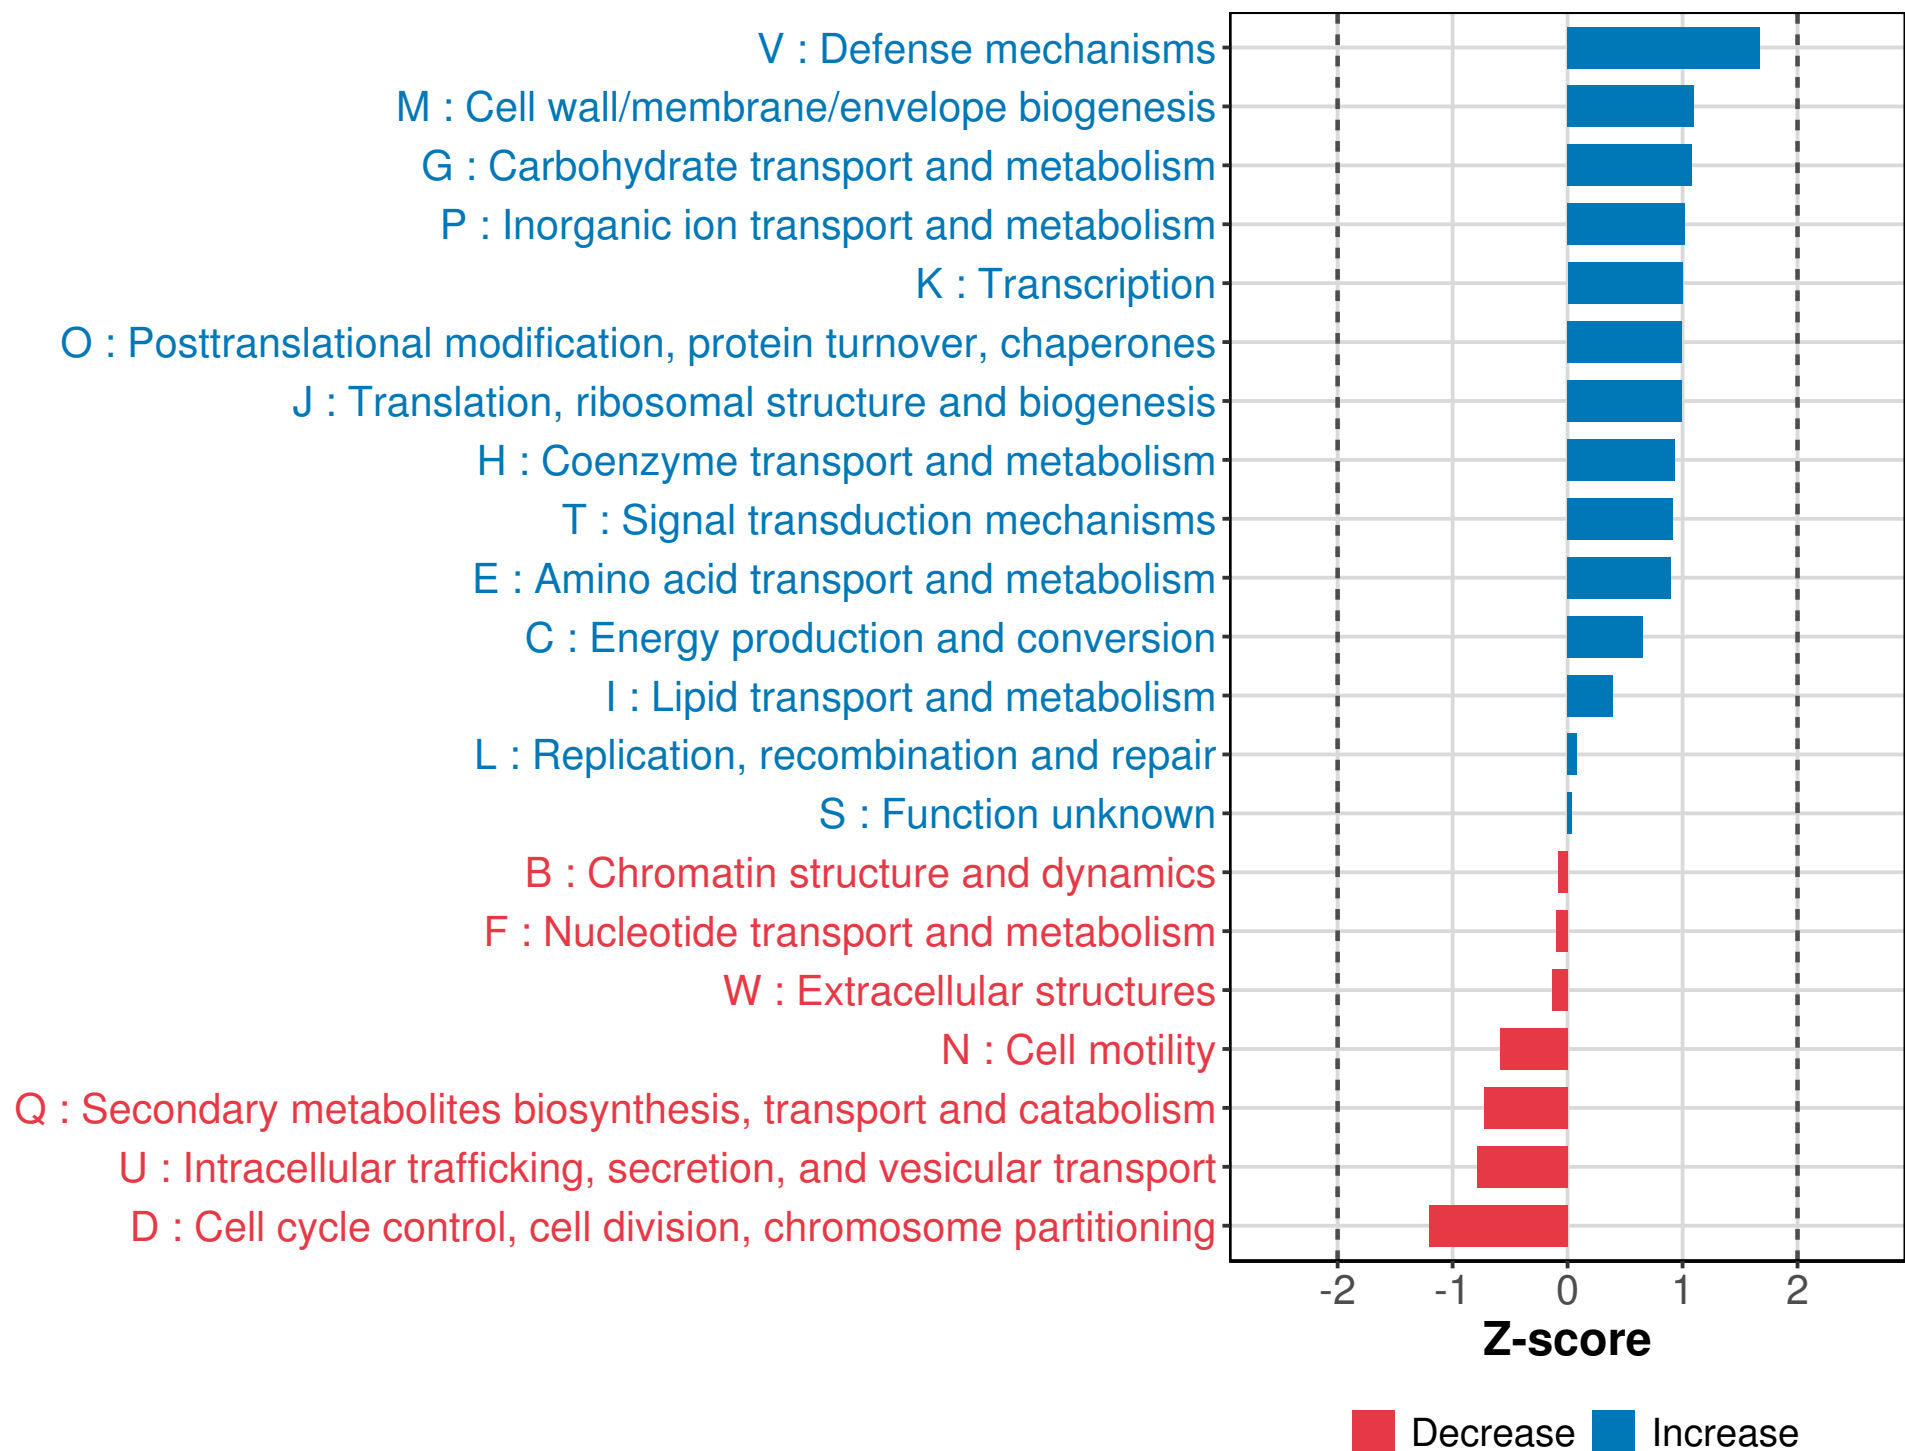 V : Defense mechanisms
M : Cell wall/membrane/envelope biogenesis
G : Carbohydrate transport and metabolism
P : Inorganic ion transport and metabolism
K : Transcription
O : Posttranslational modification, protein turnover, chaperones
J : Translation, ribosomal structure and biogenesis
H : Coenzyme transport and metabolism
T : Signal transduction mechanisms
E : Amino acid transport and metabolism
C : Energy production and conversion
I : Lipid transport and metabolism
L : Replication, recombination and repair
S : Function unknown
B : Chromatin structure and dynamics
F : Nucleotide transport and metabolism
W : Extracellular structures
N : Cell motility
Q : Secondary metabolites biosynthesis, transport and catabolism
U : Intracellular trafficking, secretion, and vesicular transport
D : Cell cycle control, cell division, chromosome partitioning
-2 -1 0 1 2
Z-score
Decrease Increase